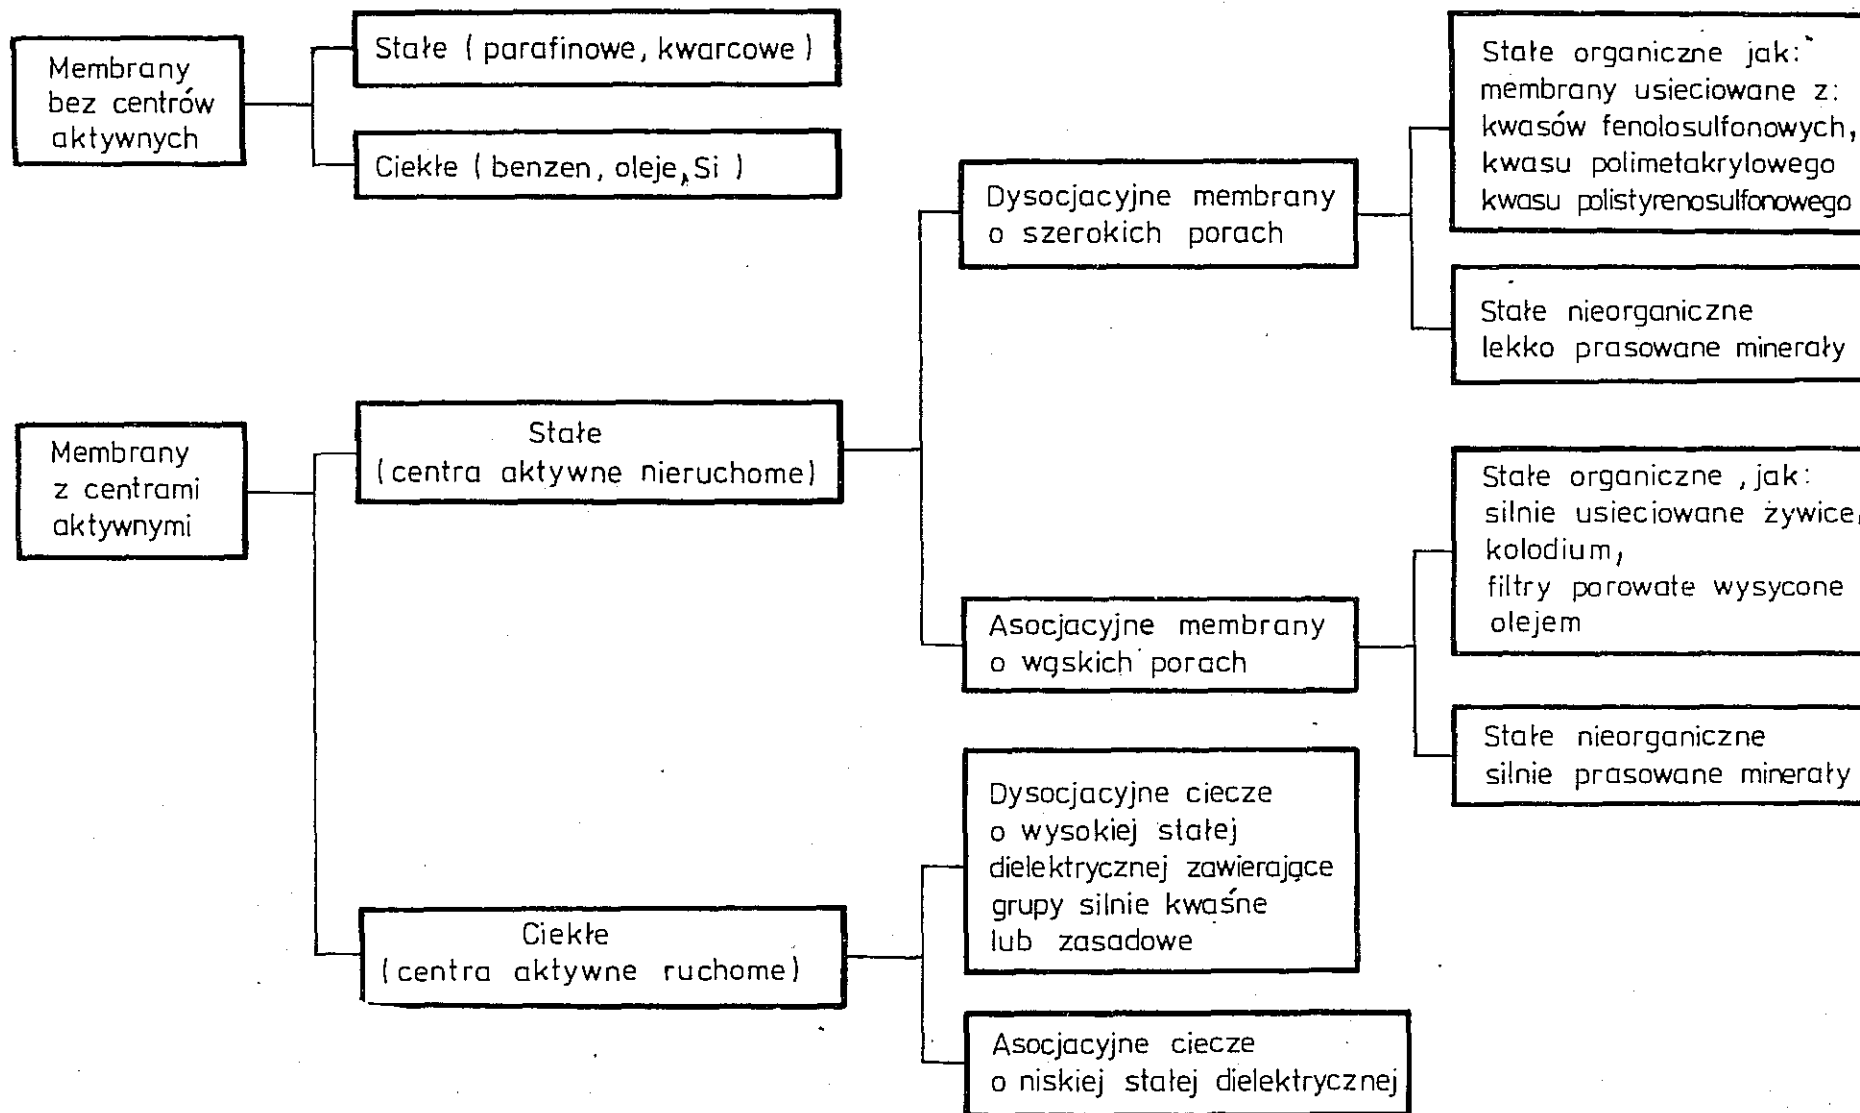 Membrany
bez centrów
aktywnych
Stałe (parafinowe, kwarcowe)
Ciekłe (benzen, oleje, Si)
Membrany
z centrami
aktywnymi
Stałe
(centra aktywne nieruchome)
Dysocjacyjne membrany
o szerokich porach
Stałe organiczne jak:
membrany usieciowane z:
kwasów fenolosulfonowych,
kwasu polimetakrylowego
kwasu polistyrenosulfonowego
Stałe nieorganiczne
lekko prasowane minerały
Asocjacyjne membrany
o wąskich porach
Stałe organiczne, jak:
silnie usieciowane żywice,
kolodium,
filtry porowate wysycone
olejem
Stałe nieorganiczne
silnie prasowane minerały
Ciekłe
(centra aktywne ruchome)
Dysocjacyjne ciecze
o wysokiej stałej
dielektrycznej zawierające
grupy silnie kwaśne
lub zasadowe
Asocjacyjne ciecze
o niskiej stałej dielektrycznej